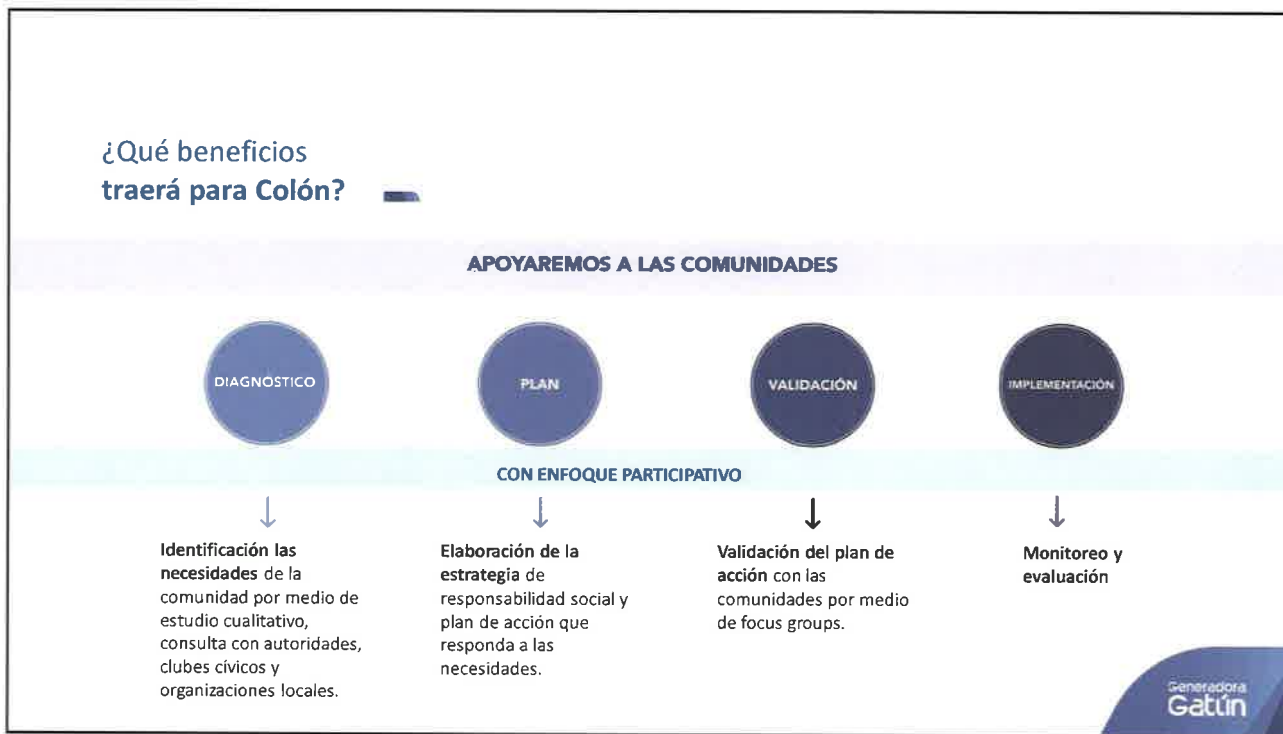 ¿Qué beneficios
traerá para Colón?
APOYAREMOS A LAS COMUNIDADES
DIAGNOSTICO
PLAN
VALIDACIÓN
IMPLEMENTACIÓN
CON ENFOQUE PARTICIPATIVO
Identificación las
necesidades de la
comunidad por medio de
estudio cualitativo,
consulta con autoridades,
clubes cívicos y
organizaciones locales.
Elaboración de la
estrategia de
responsabilidad social y
plan de acción que
responda a las
necesidades.
Validación del plan de
acción con las
comunidades por medio
de focus groups.
Monitoreo y
evaluación
Generadora
Gatún